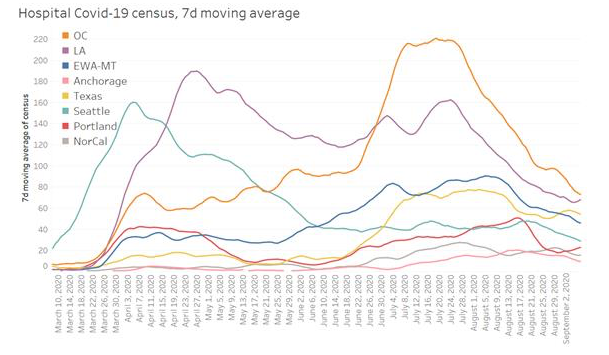 Hospital Covid-19 census, 7d moving average
7d moving average of census
220
200
180
160
140
120
100
80
60
40
20
0
OC
LA
EWA-MT
Anchorage
Texas
Seattle
Portland
NorCal
March 10, 2020
March 14, 2020
March 18, 2020
March 22, 2020
March 26, 2020
March 30, 2020
April 3, 2020
April 7, 2020
April 11, 2020
April 15, 2020
April 19, 2020
April 23, 2020
April 27, 2020
May 1, 2020
May 5, 2020
May 9, 2020
May 13, 2020
May 17, 2020
May 21, 2020
May 25, 2020
May 29, 2020
June 2, 2020
June 6, 2020
June 10, 2020
June 14, 2020
June 18, 2020
June 22, 2020
June 26, 2020
June 30, 2020
July 4, 2020
July 8, 2020
July 12, 2020
July 16, 2020
July 20, 2020
July 24, 2020
July 28, 2020
August 1, 2020
August 5, 2020
August 9, 2020
August 13, 2020
August 17, 2020
August 21, 2020
August 25, 2020
August 29, 2020
September 2, 2020